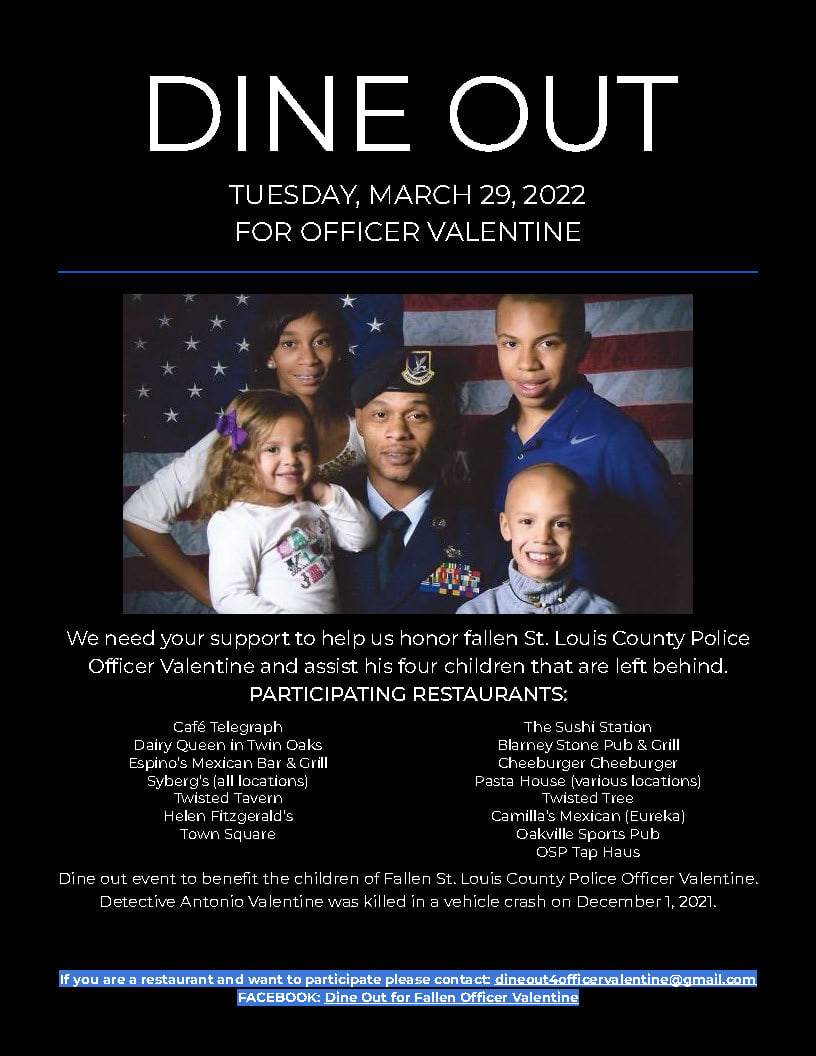 DINE OUT
TUESDAY, MARCH 29, 2022
FOR OFFICER VALENTINE
We need your support to help us honor fallen St. Louis County Police
Officer Valentine and assist his four children that are left behind.
PARTICIPATING RESTAURANTS:
Café Telegraph
Dairy Queen in Twin Oaks
Espino's Mexican Bar & Grill
Syberg's (all locations)
Twisted Tavern
Helen Fitzgerald's
Town Square
The Sushi Station
Blarney Stone Pub & Grill
Cheeburger Cheeburger
Pasta House (various locations)
Twisted Tree
Camilla's Mexican (Eureka)
Oakville Sports Pub
OSP Tap Haus
Dine out event to benefit the children of Fallen St. Louis County Police Officer Valentine.
Detective Antonio Valentine was killed in a vehicle crash on December 1, 2021.
If you are a restaurant and want to participate please contact: dineout4officervalentine@gmail.com
FACEBOOK: Dine Out for Fallen Officer Valentine